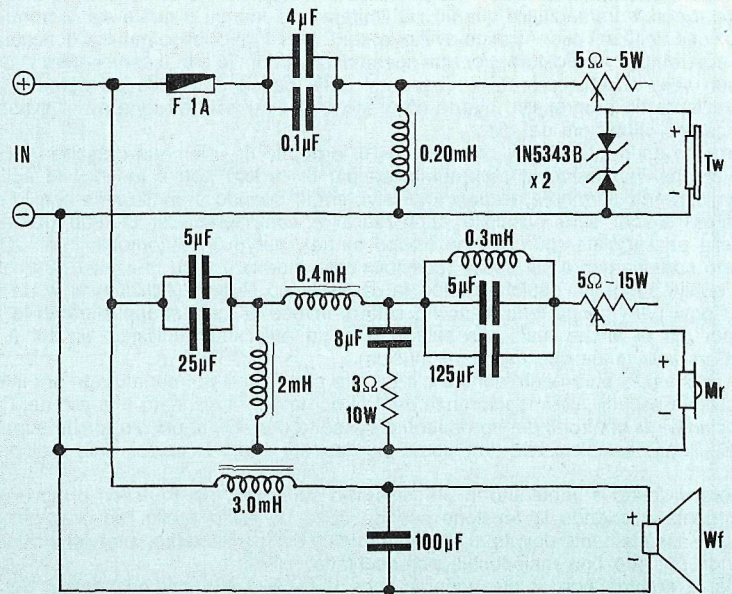 4µF
5Ω - 5W
+
F 1A
0.1µF
IN
0.20mH
1N5343B
x 2
+
Tw
-
-
5µF
0.4mH
0.3mH
5µF
5Ω - 15W
8µF
25µF
2mH
3Ω
10W
125µF
+
Mr
-
3.0mH
100µF
+
Wf
-